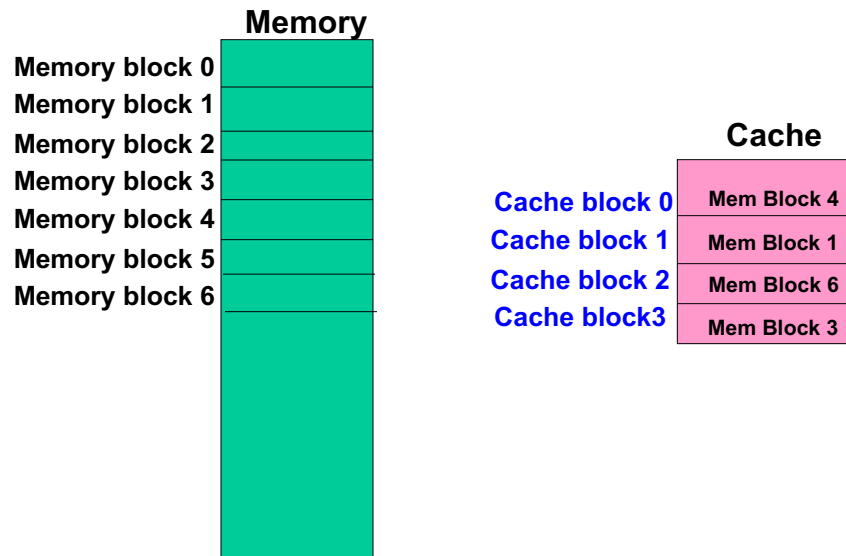 Memory
Memory block 0
Memory block 1
Memory block 2
Memory block 3
Memory block 4
Memory block 5
Memory block 6
Cache
Cache block 0
Mem Block 4
Cache block 1
Mem Block 1
Cache block 2
Mem Block 6
Cache block3
Mem Block 3